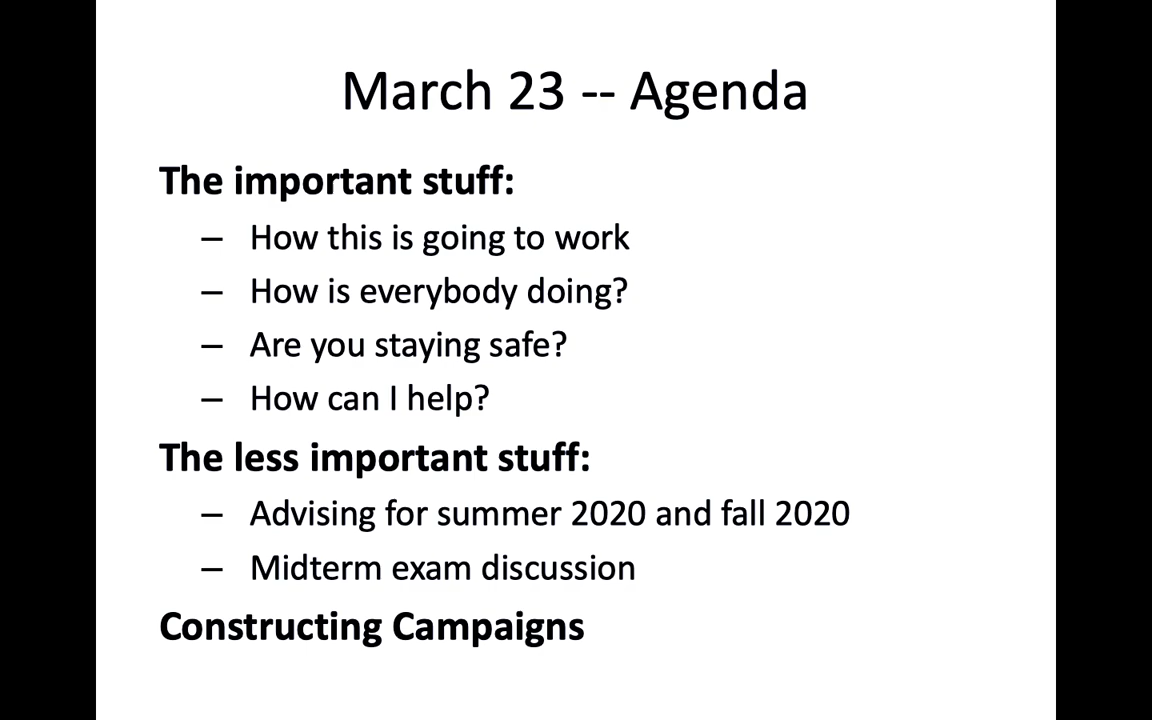 March 23 -- Agenda
The important stuff:
– How this is going to work
– How is everybody doing?
– Are you staying safe?
– How can I help?
The less important stuff:
– Advising for summer 2020 and fall 2020
– Midterm exam discussion
Constructing Campaigns